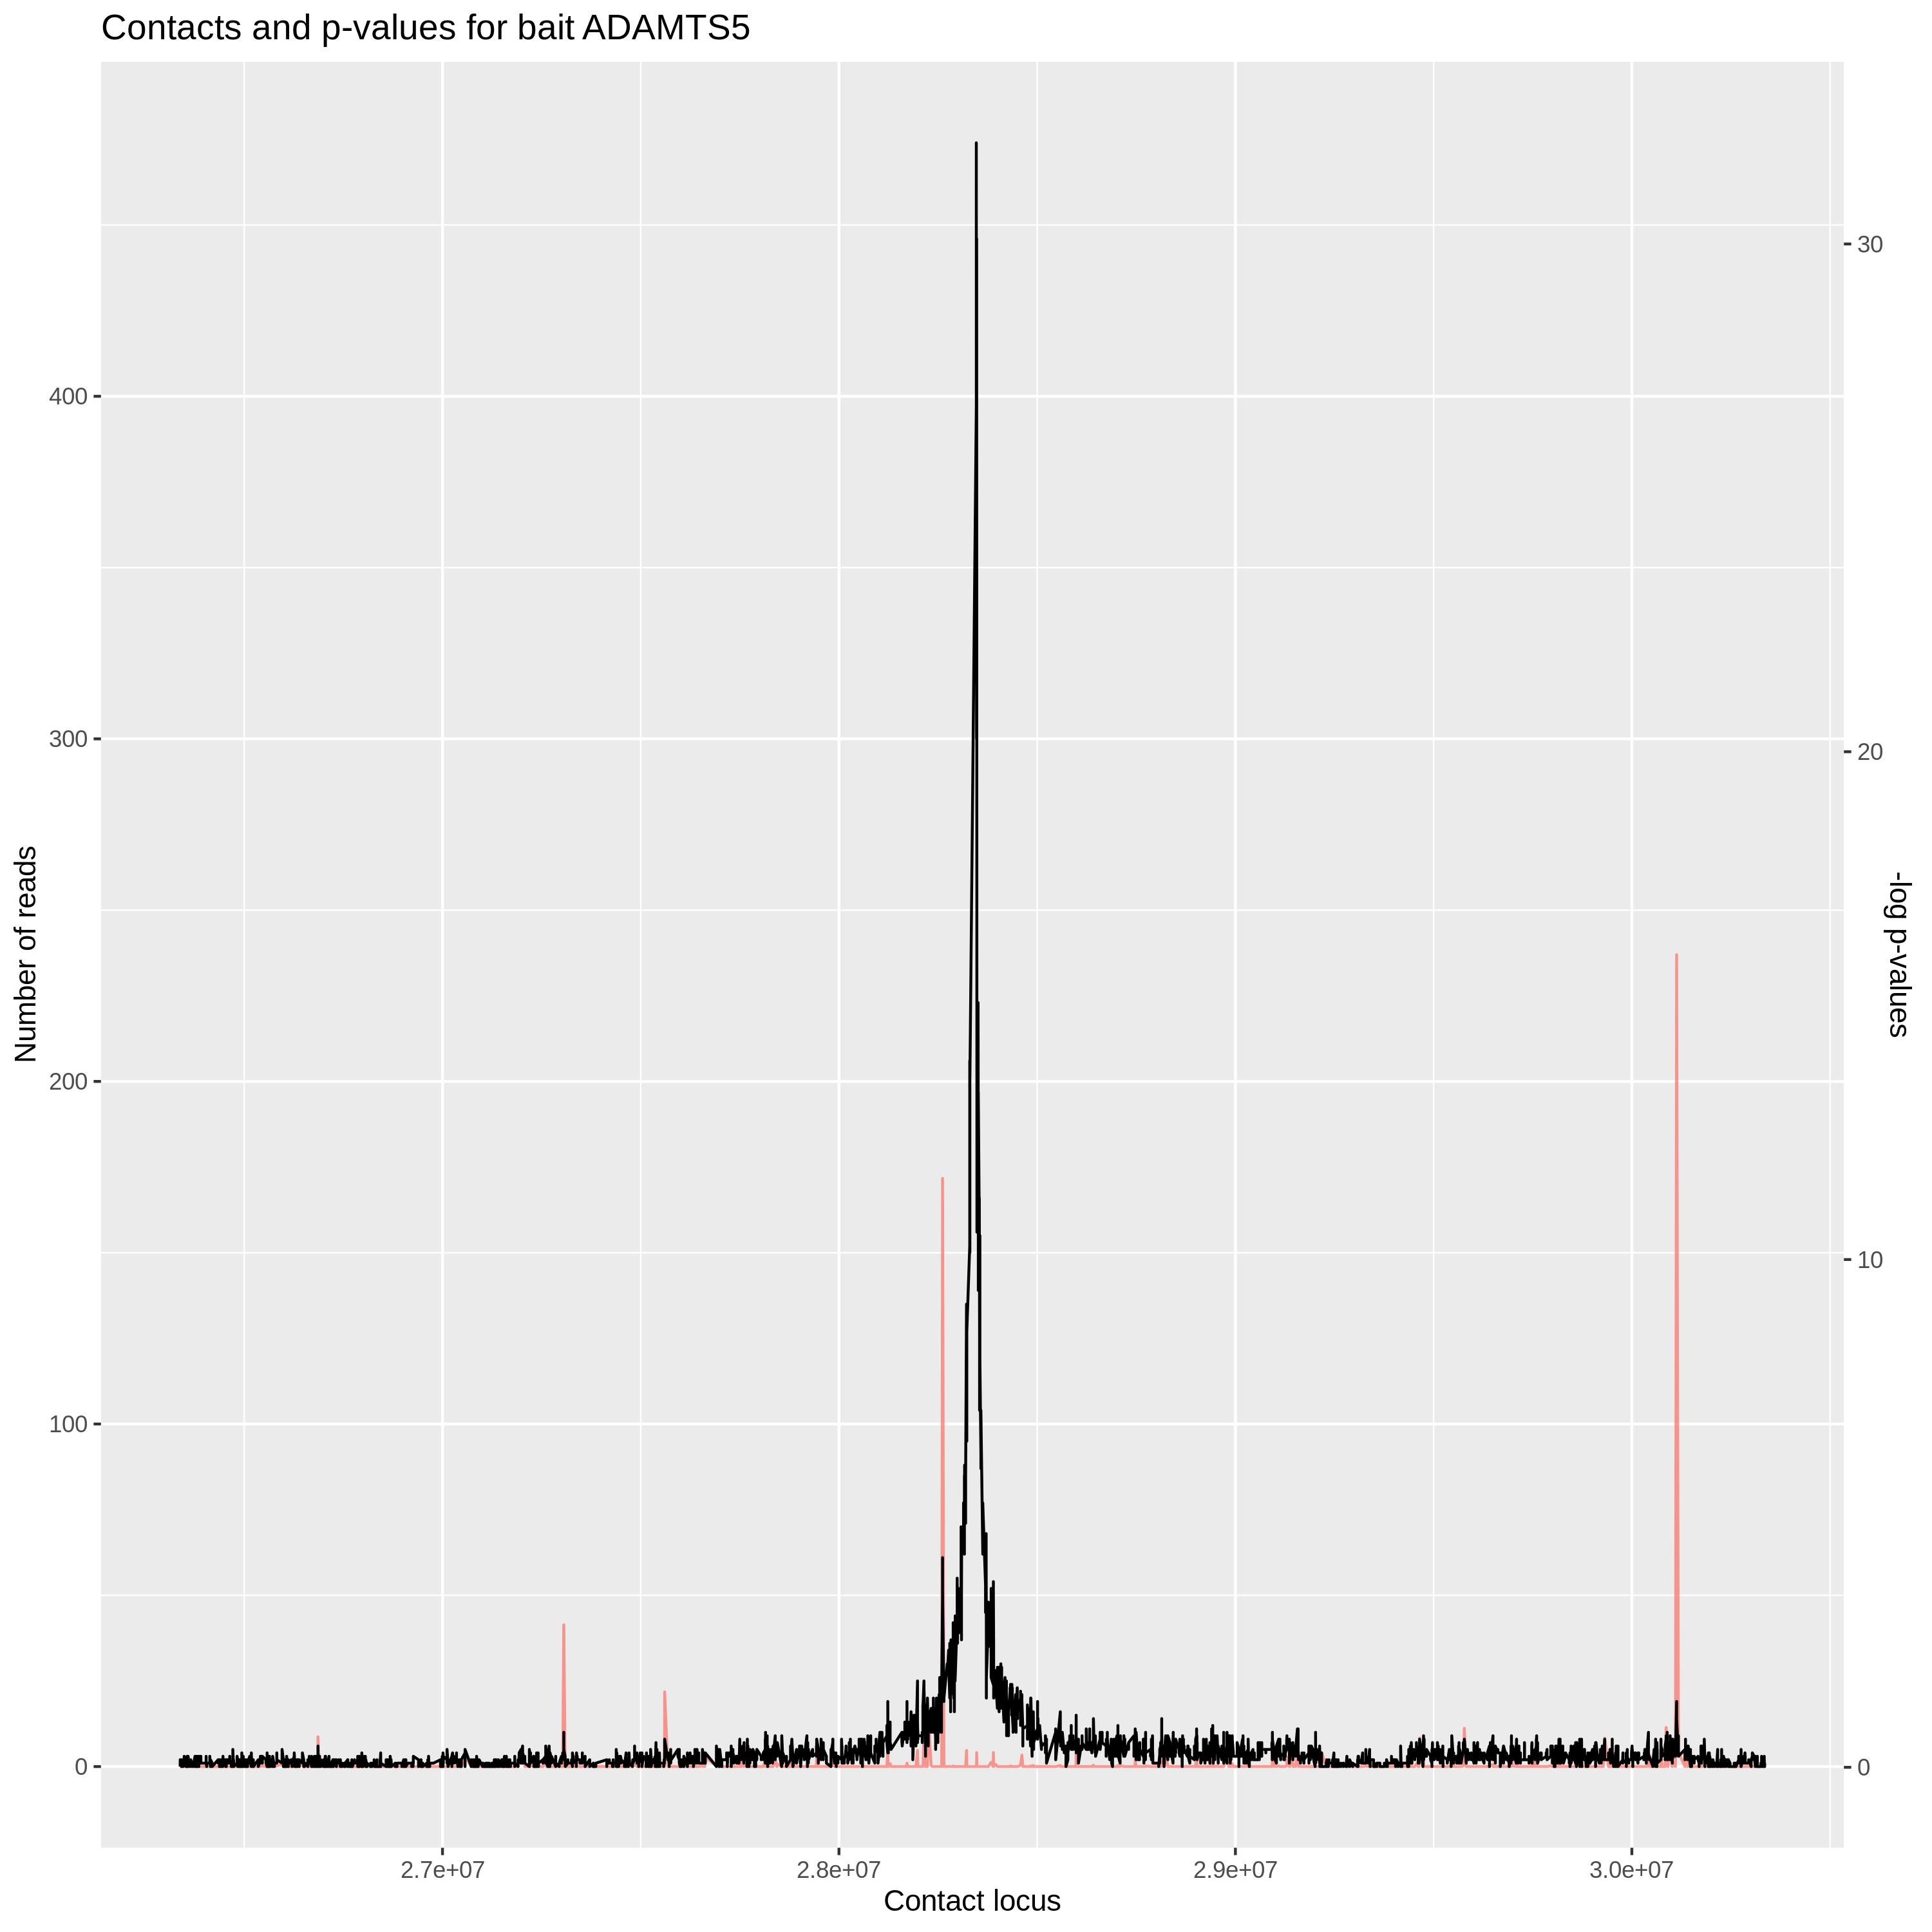 Contacts and p-values for bait ADAMTS5
400
300
200
100
0
Number of reads
30
20
10
0
-log p-values
2.7e+07
2.8e+07
2.9e+07
3.0e+07
Contact locus